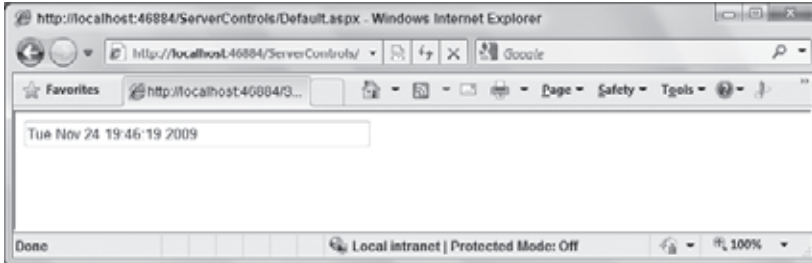 http://localhost:46884/ServerControls/Default.aspx - Windows Internet Explorer
http://localhost:46884/ServerControls/ Google
Favorites http://localhost:46884/S... Page Safety Tools
Tue Nov 24 19:46:19 2009
Done Local intranet | Protected Mode: Off 100%